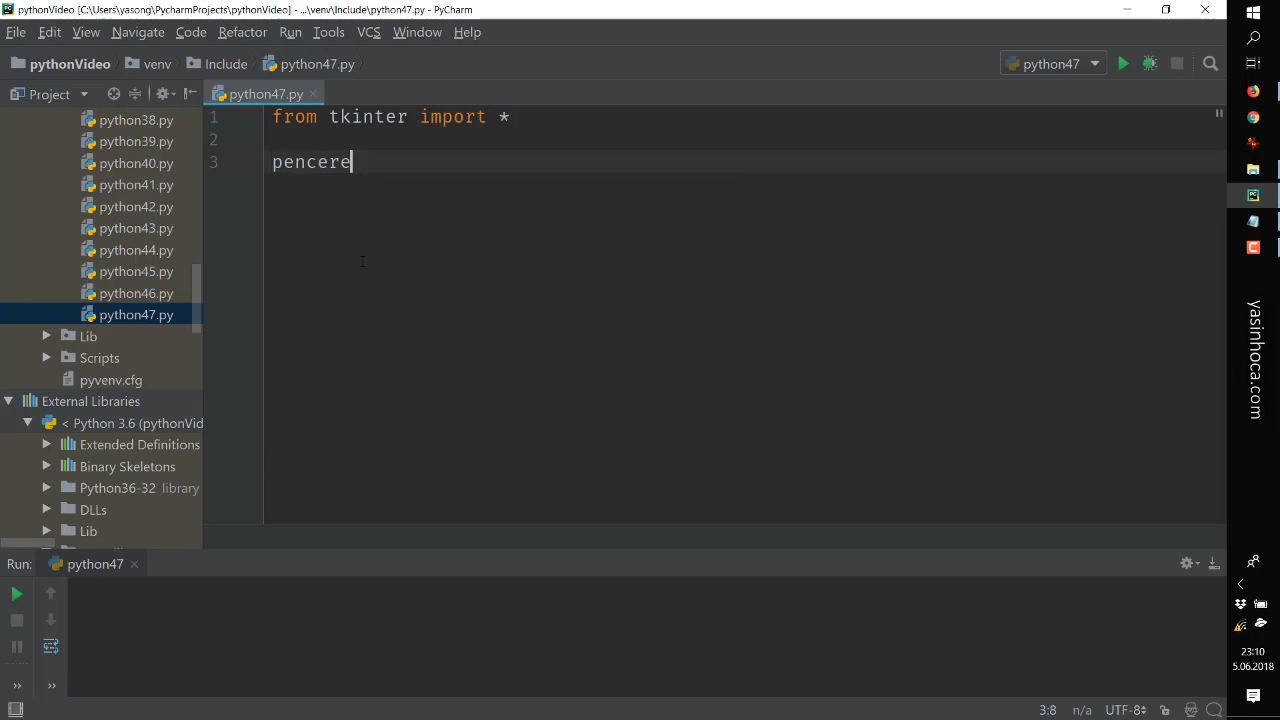 pythonVideo [C:\Users\yasong\PycharmProjects\pythonVideo] - ...\venv\Include\python47.py - PyCharm
File Edit View Navigate Code Refactor Run Tools VCS Window Help
pythonVideo venv Include python47.py python47
Project python47.py
python38.py
python39.py
python40.py
python41.py
python42.py
python43.py
python44.py
python45.py
python46.py
python47.py
Lib
Scripts
pyvenv.cfg
External Libraries
< Python 3.6 (pythonVid
Extended Definitions
Binary Skeletons
Python36-32 library
DLLs
Lib
1 from tkinter import *
2
3 pencere
Run: python47
3:8 n/a UTF-8
yasinhoca.com
23:10
5.06.2018